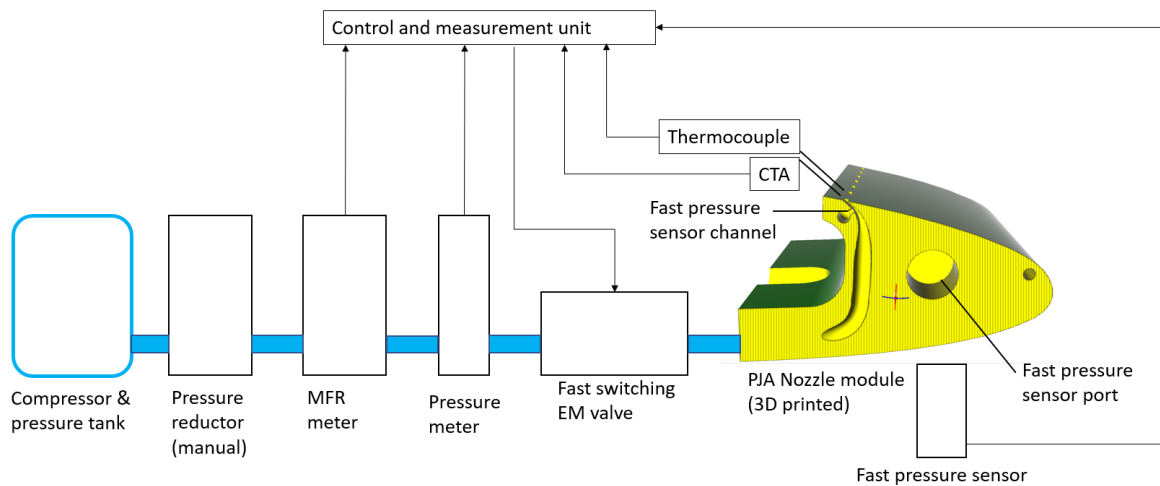 Control and measurement unit
Thermocouple
CTA
Fast pressure
sensor channel
Compressor &
pressure tank
Pressure
reductor
(manual)
MFR
meter
Pressure
meter
Fast switching
EM valve
PJA Nozzle module
(3D printed)
Fast pressure
sensor port
Fast pressure sensor